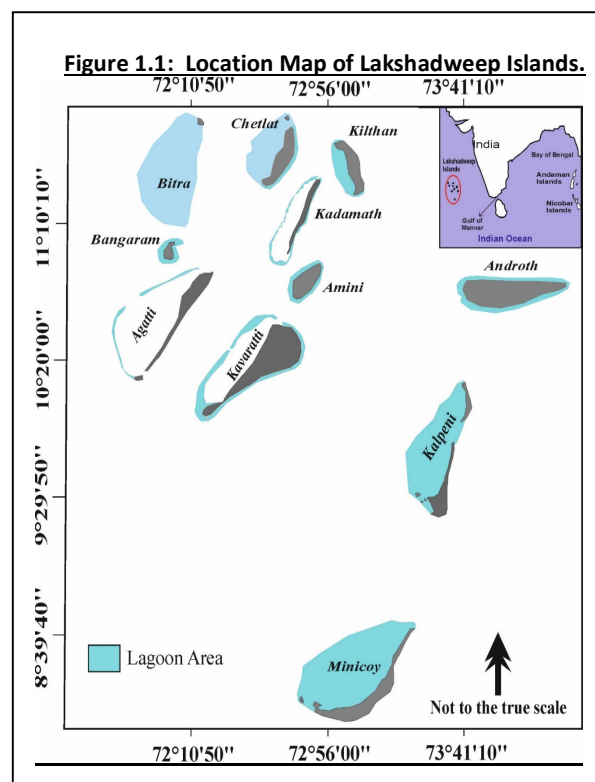 Figure 1.1: Location Map of Lakshadweep Islands.
72°10'50" 72°56'00" 73°41'10"
Chetlat
Kilthan
Bitra
Kadamath
Bangaram
Amini
Androth
Agatti
Kavaratti
Kalpeni
Minicoy
India
Bay of Bengal
Lakshadweep
Islands
Andaman
Islands
Nicobar
Islands
Gulf of
Mannar
Indian Ocean
11°10'10"
10°20'00"
9°29'50"
8°39'40"
Lagoon Area
Not to the true scale
72°10'50" 72°56'00" 73°41'10"